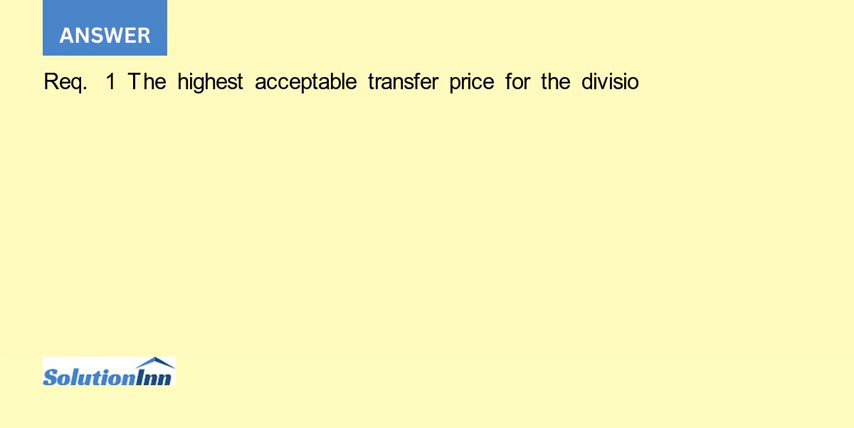 ANSWER
Req. 1 The highest acceptable transfer price for the divisio
SolutionInn